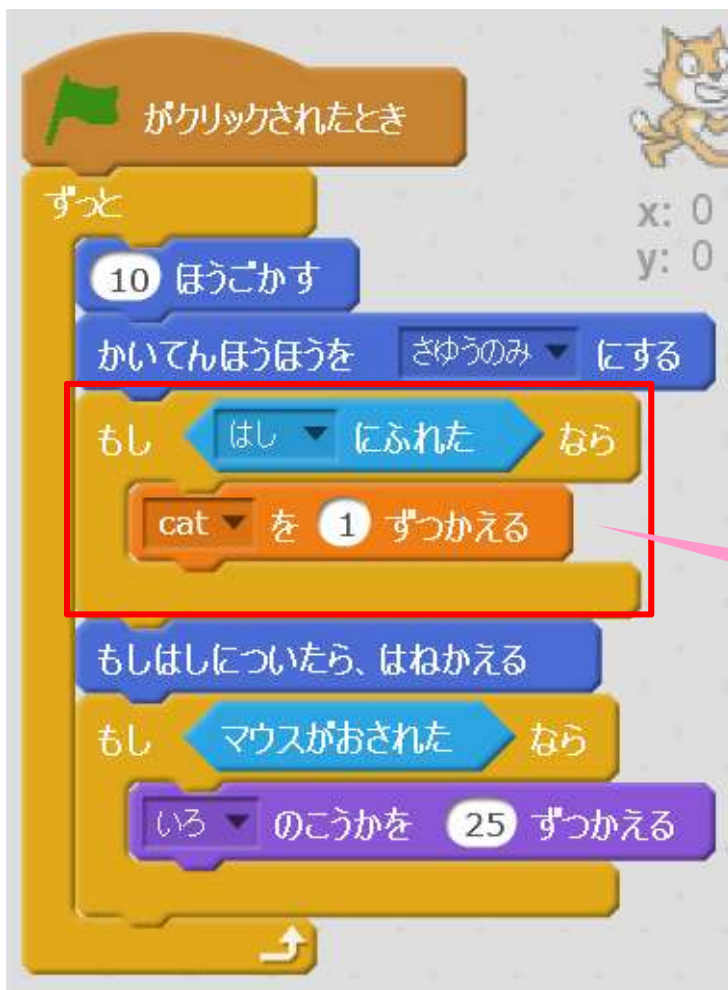 がクリックされたとき
ずっと
10 ほうごかす
かいてんほうほうを さゆうのみ にする
もし はし にふれた なら
cat を 1 ずつかえる
もしはしについたら、はねかえる
もし マウスがおされた なら
いろ のこうかを 25 ずつかえる
x: 0
y: 0